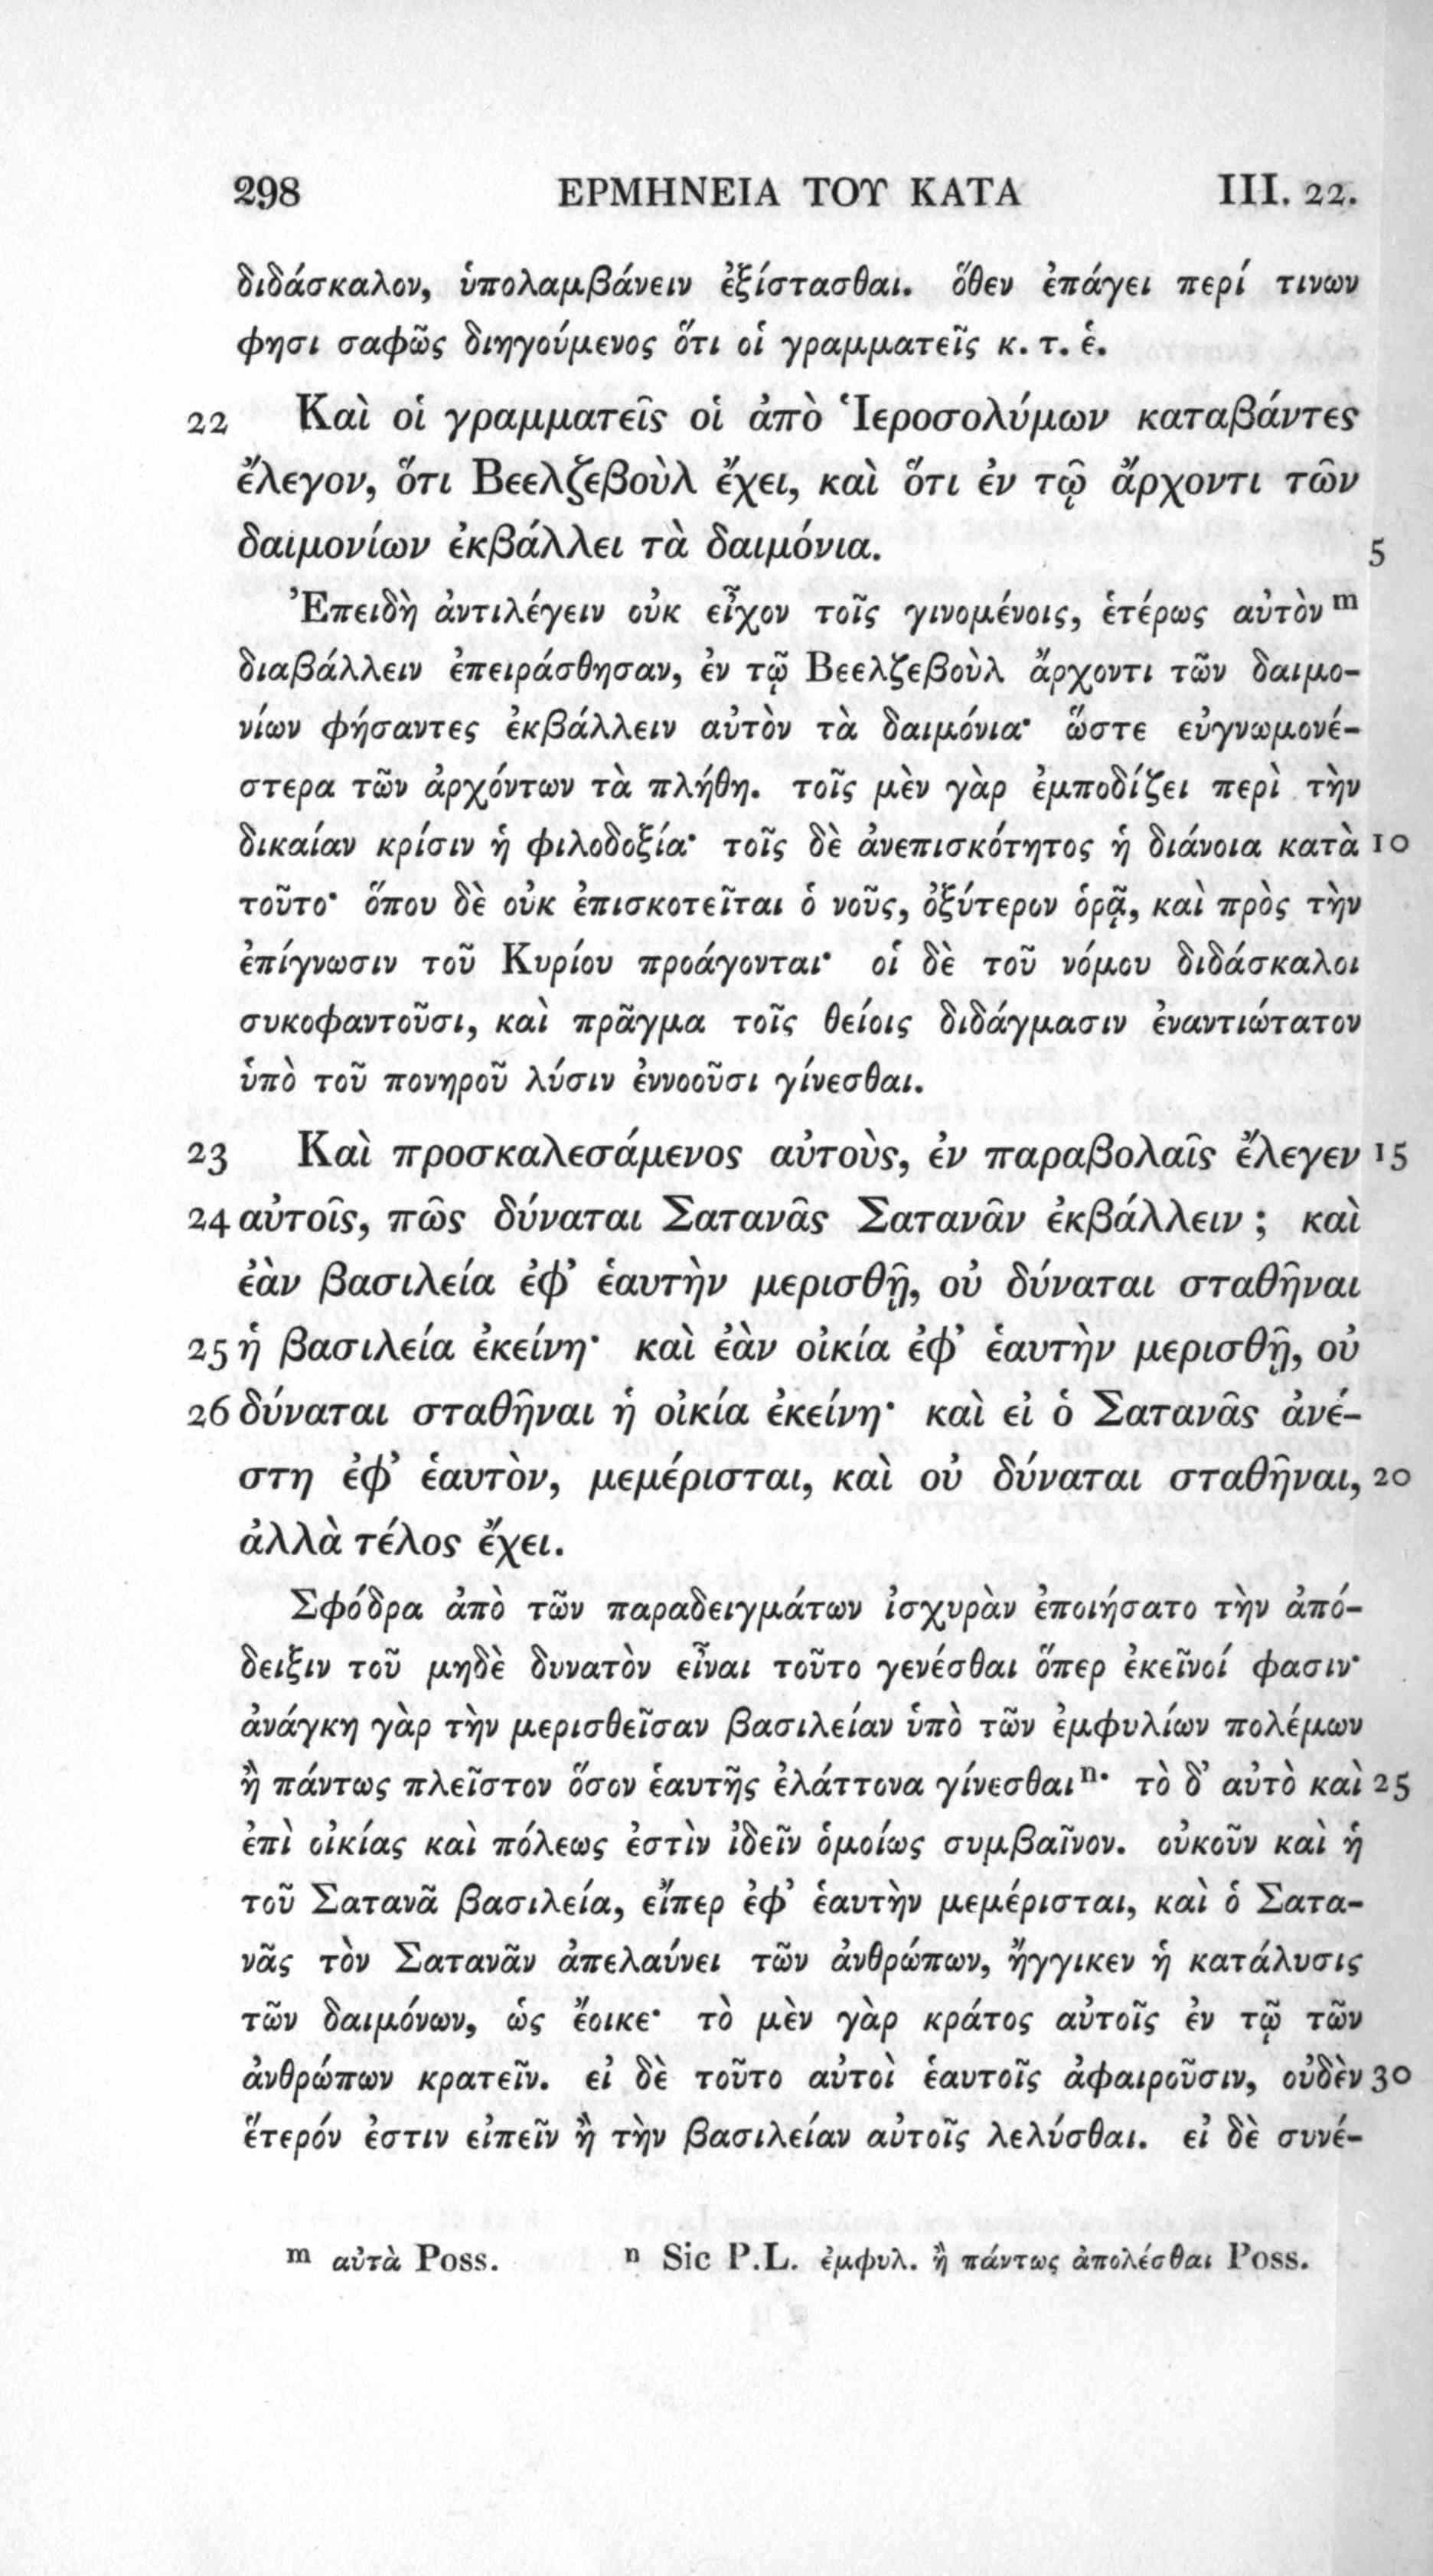 298 ΕΡΜΗΝΕΙΑ ΤΟΥ ΚΑΤΑ III. 22.
διδάσκαλον, ὑπολαμβάνειν ἐξίστασθαι. ὅθεν ἐπάγει περί τινων
φησι σαφῶς διηγούμενος ὅτι οἱ γραμματεῖς κ. τ. ἑ.
22 Καὶ οἱ γραμματεῖς οἱ ἀπὸ Ἱεροσολύμων καταβάντες
ἔλεγον, ὅτι Βεελζεβοὺλ ἔχει, καὶ ὅτι ἐν τῷ ἄρχοντι τῶν
δαιμονίων ἐκβάλλει τὰ δαιμόνια. 5
Ἐπειδὴ ἀντιλέγειν οὐκ εἶχον τοῖς γινομένοις, ἑτέρως αὐτὸν m
διαβάλλειν ἐπειράσθησαν, ἐν τῷ Βεελζεβοὺλ ἄρχοντι τῶν δαιμο-
νίων φήσαντες ἐκβάλλειν αὐτὸν τὰ δαιμόνια· ὥστε εὐγνωμονέ-
στερα τῶν ἀρχόντων τὰ πλήθη. τοῖς μὲν γὰρ ἐμποδίζει περὶ τὴν
δικαίαν κρίσιν ἡ φιλοδοξία· τοῖς δὲ ἀνεπισκότητος ἡ διάνοια κατὰ 10
τοῦτο· ὅπου δὲ οὐκ ἐπισκοτεῖται ὁ νοῦς, ὀξύτερον ὁρᾷ, καὶ πρὸς τὴν
ἐπίγνωσιν τοῦ Κυρίου προάγονται· οἱ δὲ τοῦ νόμου διδάσκαλοι
συκοφαντοῦσι, καὶ πρᾶγμα τοῖς θείοις διδάγμασιν ἐναντιώτατον
ὑπὸ τοῦ πονηροῦ λύσιν ἐννοοῦσι γίνεσθαι.
23 Καὶ προσκαλεσάμενος αὐτοὺς, ἐν παραβολαῖς ἔλεγεν 15
24 αὐτοῖς, πῶς δύναται Σατανᾶς Σατανᾶν ἐκβάλλειν ; καὶ
ἐὰν βασιλεία ἐφ’ ἑαυτὴν μερισθῇ, οὐ δύναται σταθῆναι
25 ἡ βασιλεία ἐκείνη· καὶ ἐὰν οἰκία ἐφ’ ἑαυτὴν μερισθῇ, οὐ
26 δύναται σταθῆναι ἡ οἰκία ἐκείνη· καὶ εἰ ὁ Σατανᾶς ἀνέ-
στη ἐφ’ ἑαυτὸν, μεμέρισται, καὶ οὐ δύναται σταθῆναι, 20
ἀλλὰ τέλος ἔχει.
Σφόδρα ἀπὸ τῶν παραδειγμάτων ἰσχυρὰν ἐποιήσατο τὴν ἀπό-
δειξιν τοῦ μηδὲ δυνατὸν εἶναι τοῦτο γενέσθαι ὅπερ ἐκεῖνοί φασιν·
ἀνάγκη γὰρ τὴν μερισθεῖσαν βασιλείαν ὑπὸ τῶν ἐμφυλίων πολέμων
ἢ πάντως πλεῖστον ὅσον ἑαυτῆς ἐλάττονα γίνεσθαι n· τὸ δ’ αὐτὸ καὶ 25
ἐπὶ οἰκίας καὶ πόλεως ἐστὶν ἰδεῖν ὁμοίως συμβαῖνον. οὐκοῦν καὶ ἡ
τοῦ Σατανᾶ βασιλεία, εἴπερ ἐφ’ ἑαυτὴν μεμέρισται, καὶ ὁ Σατα-
νᾶς τὸν Σατανᾶν ἀπελαύνει τῶν ἀνθρώπων, ἤγγικεν ἡ κατάλυσις
τῶν δαιμόνων, ὡς ἔοικε· τὸ μὲν γὰρ κράτος αὐτοῖς ἐν τῷ τῶν
ἀνθρώπων κρατεῖν. εἰ δὲ τοῦτο αὐτοὶ ἑαυτοῖς ἀφαιροῦσιν, οὐδὲν 30
ἕτερόν ἐστιν εἰπεῖν ἢ τὴν βασιλείαν αὐτοῖς λελύσθαι. εἰ δὲ συνέ-
m αὐτὰ Poss. n Sic P.L. ἐμφυλ. ἢ πάντως ἀπολέσθαι Poss.